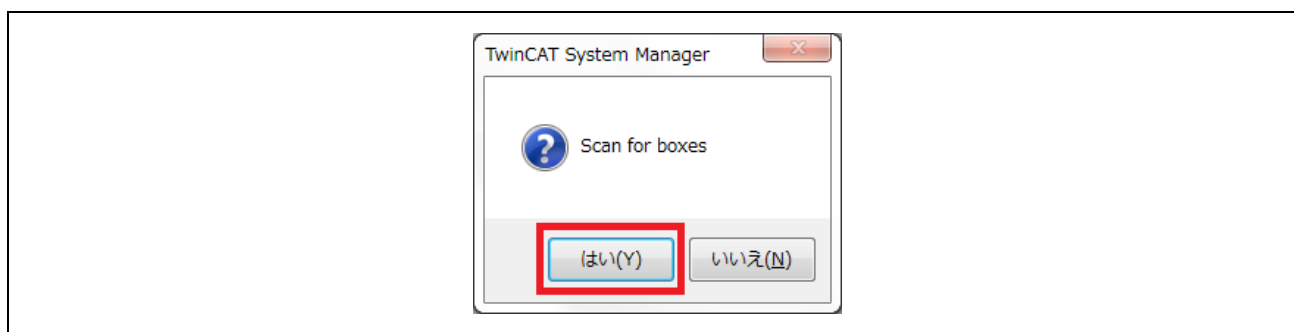 TwinCAT System Manager
Scan for boxes
はい(Y)
いいえ(N)